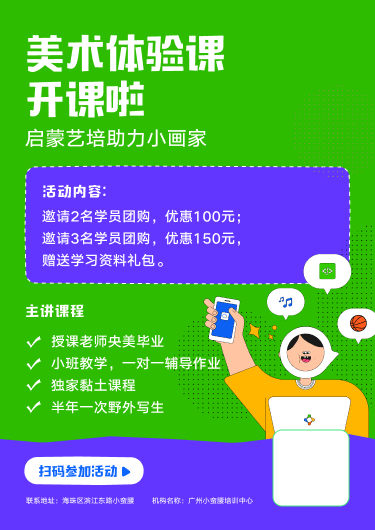 美术体验课
开课啦
启蒙艺培助力小画家
活动内容：
邀请2名学员团购，优惠100元；
邀请3名学员团购，优惠150元，
赠送学习资料礼包。
主讲课程
授课老师央美毕业
小班教学，一对一辅导作业
独家黏土课程
半年一次野外写生
扫码参加活动
联系地址：海珠区滨江东路小蛮腰
机构名称：广州小蛮腰培训中心